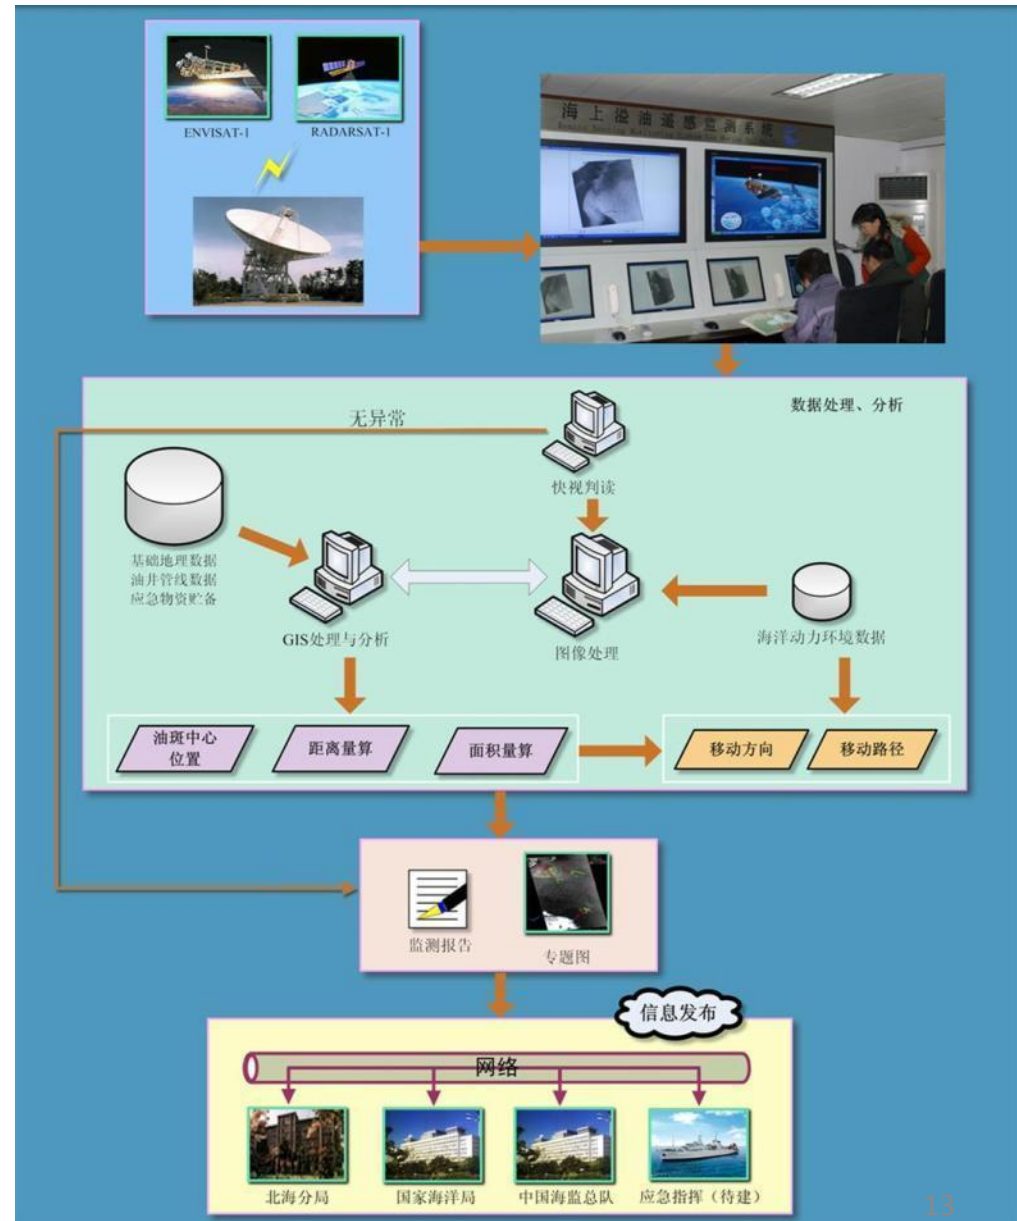 ENVISAT-1
RADARSAT-1
海上溢油遥感监测系统
数据处理、分析
无异常
快视判读
基础地理数据
油井管线数据
应急物资贮备
GIS处理与分析
图像处理
海洋动力环境数据
油斑中心
位置
距离量算
面积量算
移动方向
移动路径
监测报告
专题图
信息发布
网络
北海分局
国家海洋局
中国海监总队
应急指挥（待建）
13